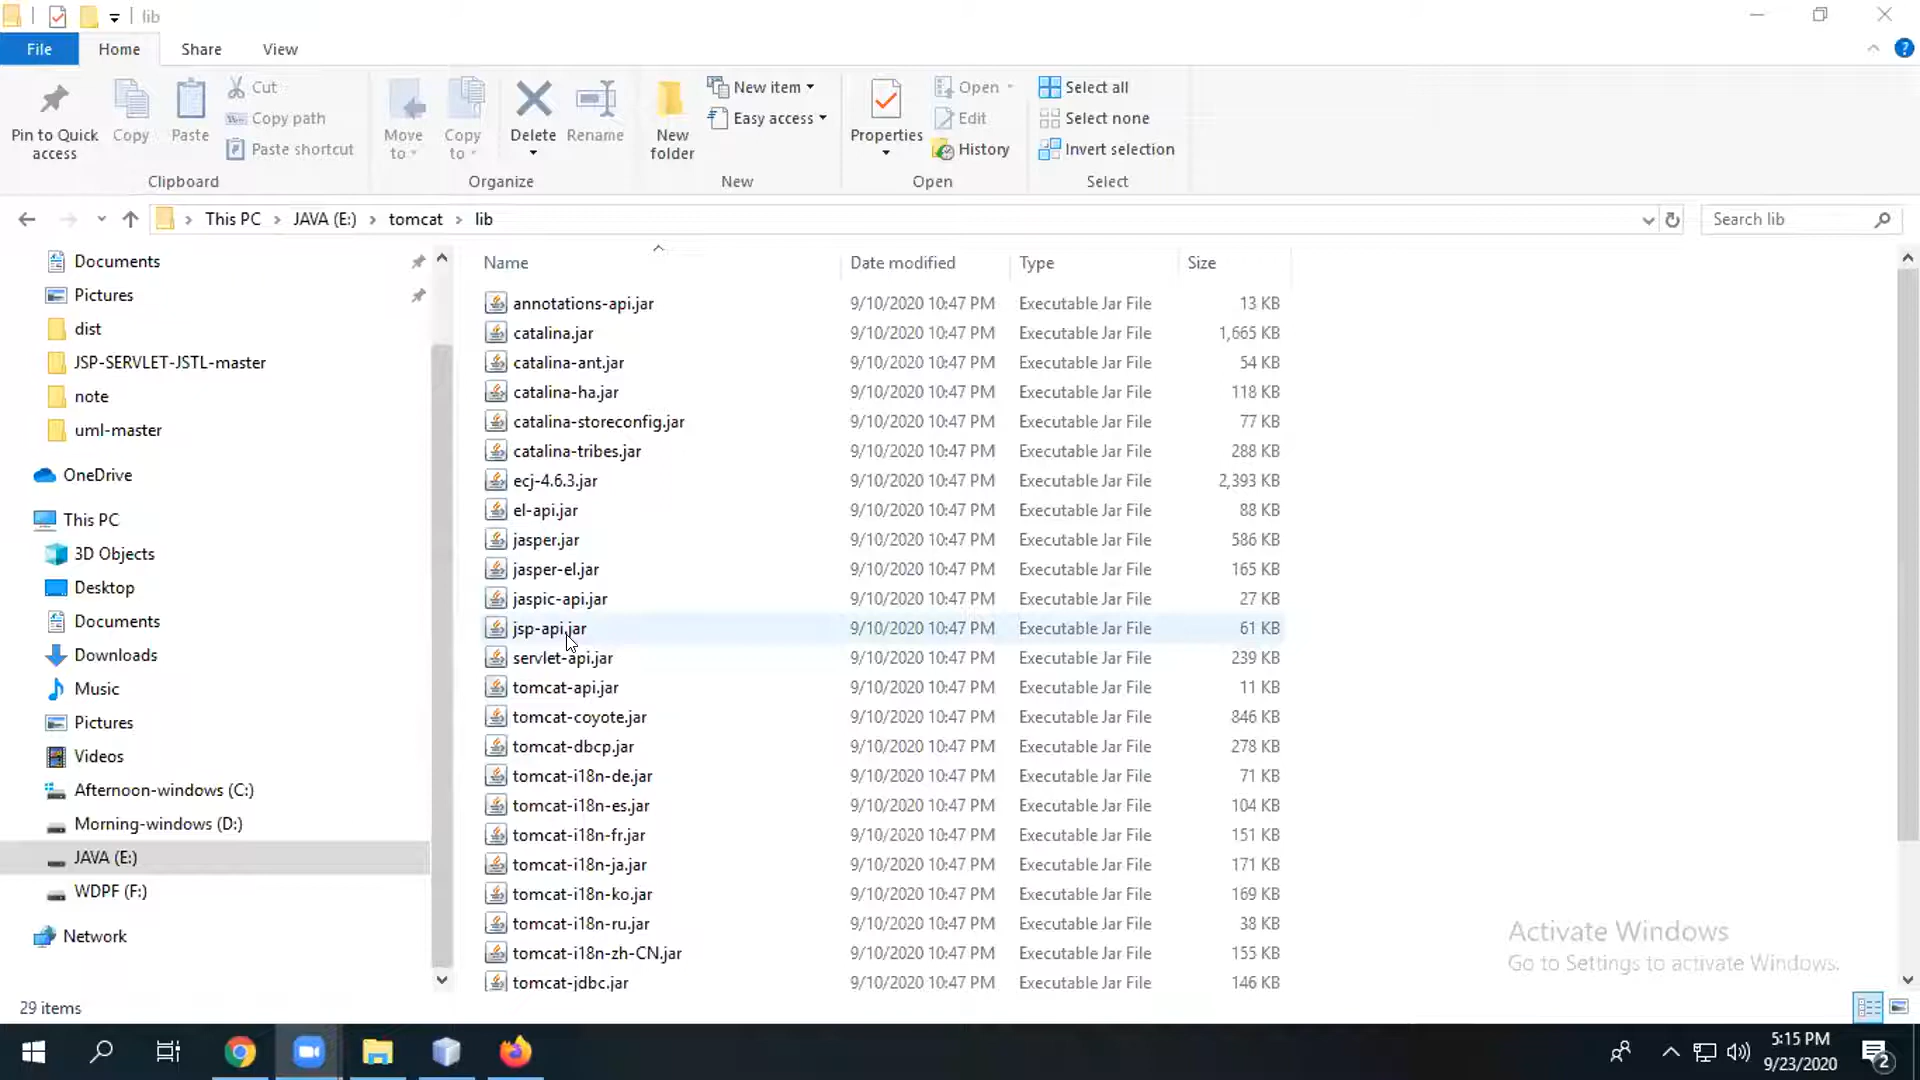 lib
File Home Share View
Pin to Quick access
Copy
Paste
Cut
Copy path
Paste shortcut
Clipboard
Move to
Copy to
Delete
Rename
Organize
New folder
New item
Easy access
New
Properties
Open
Edit
History
Open
Select all
Select none
Invert selection
Select
This PC > JAVA (E:) > tomcat > lib
Search lib
Documents
Pictures
dist
JSP-SERVLET-JSTL-master
note
uml-master
OneDrive
This PC
3D Objects
Desktop
Documents
Downloads
Music
Pictures
Videos
Afternoon-windows (C:)
Morning-windows (D:)
JAVA (E:)
WDPF (F:)
Network
Name Date modified Type Size
annotations-api.jar 9/10/2020 10:47 PM Executable Jar File 13 KB
catalina.jar 9/10/2020 10:47 PM Executable Jar File 1,665 KB
catalina-ant.jar 9/10/2020 10:47 PM Executable Jar File 54 KB
catalina-ha.jar 9/10/2020 10:47 PM Executable Jar File 118 KB
catalina-storeconfig.jar 9/10/2020 10:47 PM Executable Jar File 77 KB
catalina-tribes.jar 9/10/2020 10:47 PM Executable Jar File 288 KB
ecj-4.6.3.jar 9/10/2020 10:47 PM Executable Jar File 2,393 KB
el-api.jar 9/10/2020 10:47 PM Executable Jar File 88 KB
jasper.jar 9/10/2020 10:47 PM Executable Jar File 586 KB
jasper-el.jar 9/10/2020 10:47 PM Executable Jar File 165 KB
jaspic-api.jar 9/10/2020 10:47 PM Executable Jar File 27 KB
jsp-api.jar 9/10/2020 10:47 PM Executable Jar File 61 KB
servlet-api.jar 9/10/2020 10:47 PM Executable Jar File 239 KB
tomcat-api.jar 9/10/2020 10:47 PM Executable Jar File 11 KB
tomcat-coyote.jar 9/10/2020 10:47 PM Executable Jar File 846 KB
tomcat-dbcp.jar 9/10/2020 10:47 PM Executable Jar File 278 KB
tomcat-i18n-de.jar 9/10/2020 10:47 PM Executable Jar File 71 KB
tomcat-i18n-es.jar 9/10/2020 10:47 PM Executable Jar File 104 KB
tomcat-i18n-fr.jar 9/10/2020 10:47 PM Executable Jar File 151 KB
tomcat-i18n-ja.jar 9/10/2020 10:47 PM Executable Jar File 171 KB
tomcat-i18n-ko.jar 9/10/2020 10:47 PM Executable Jar File 169 KB
tomcat-i18n-ru.jar 9/10/2020 10:47 PM Executable Jar File 38 KB
tomcat-i18n-zh-CN.jar 9/10/2020 10:47 PM Executable Jar File 155 KB
tomcat-jdbc.jar 9/10/2020 10:47 PM Executable Jar File 146 KB
Activate Windows
Go to Settings to activate Windows.
29 items
5:15 PM
9/23/2020
2